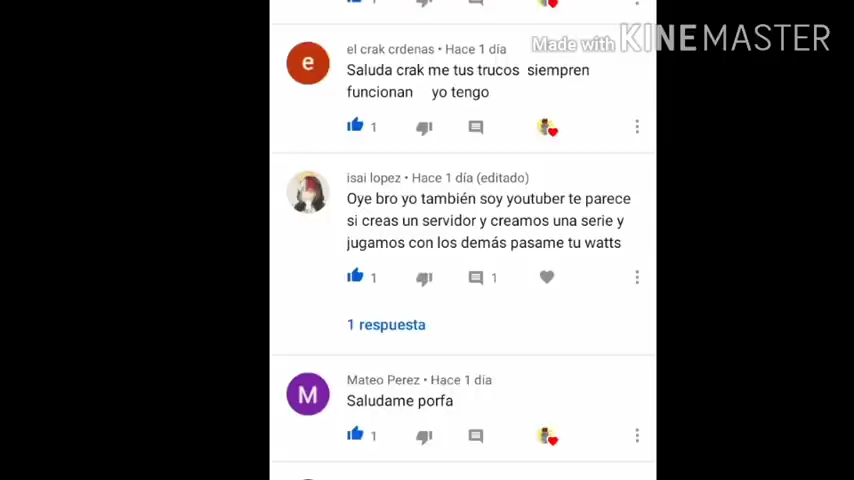 Made with KINEMASTER
el crak crdenas • Hace 1 día
Saluda crak me tus trucos siempren
funcionan yo tengo
1
isai lopez • Hace 1 día (editado)
Oye bro yo también soy youtuber te parece
si creas un servidor y creamos una serie y
jugamos con los demás pasame tu watts
1 1
1 respuesta
Mateo Perez • Hace 1 día
Saludame porfa
1
e
M